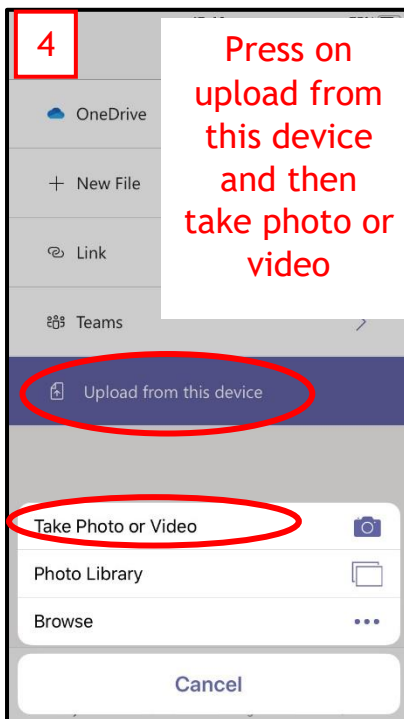 4
Press on
upload from
this device
and then
take photo or
video
OneDrive
New File
Link
Teams
Upload from this device
Take Photo or Video
Photo Library
Browse
Cancel